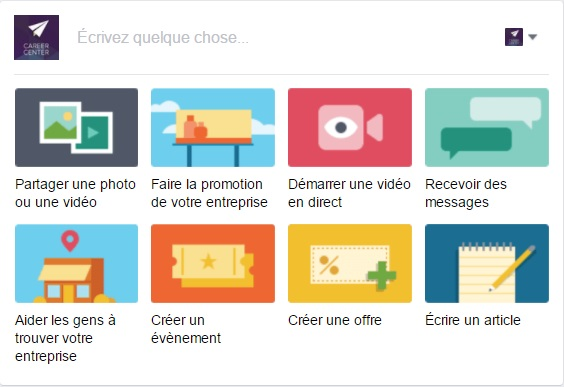 CAREER
CENTER
Écrivez quelque chose...
Partager une photo
ou une vidéo
Faire la promotion
de votre entreprise
Démarrer une vidéo
en direct
Recevoir des
messages
Aider les gens à
trouver votre
entreprise
Créer un
évènement
Créer une offre
Écrire un article